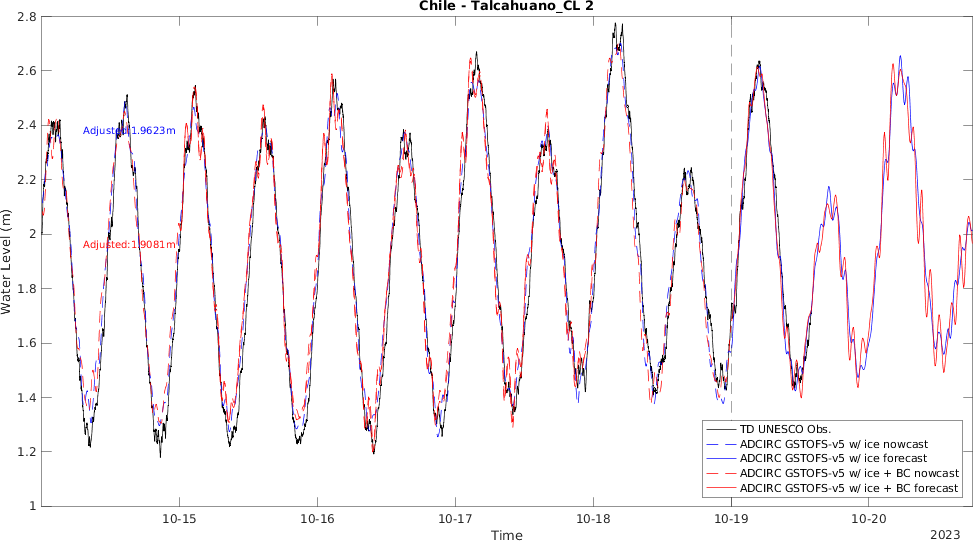 Chile - Talcahuano_CL 2
Water Level (m)
2.8
2.6
2.4
2.2
2
1.8
1.6
1.4
1.2
1
Adjusted:1.9623m
Adjusted:1.9081m
10-15
10-16
10-17
10-18
10-19
10-20
Time
2023
TD UNESCO Obs.
ADCIRC GSTOFS-v5 w/ ice nowcast
ADCIRC GSTOFS-v5 w/ ice forecast
ADCIRC GSTOFS-v5 w/ ice + BC nowcast
ADCIRC GSTOFS-v5 w/ ice + BC forecast